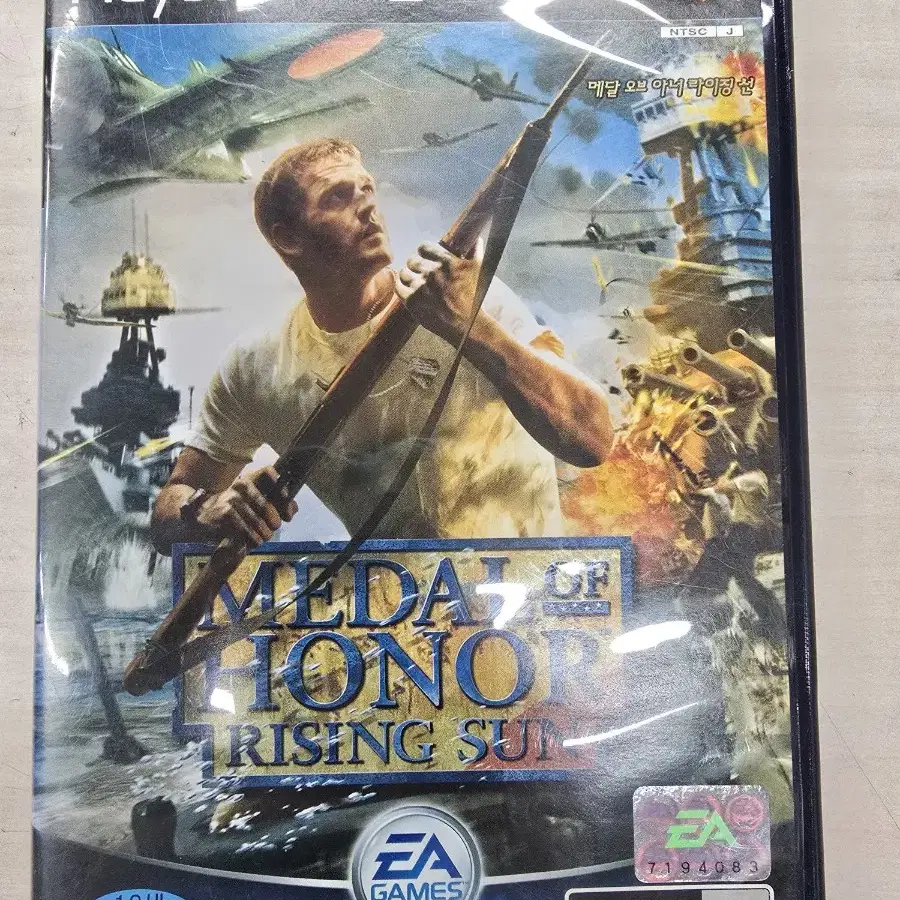 NTSC J
메달 오브 아너 라이징 선
MEDAL OF
HONOR
RISING SUN
EA
GAMES
EA
7194083